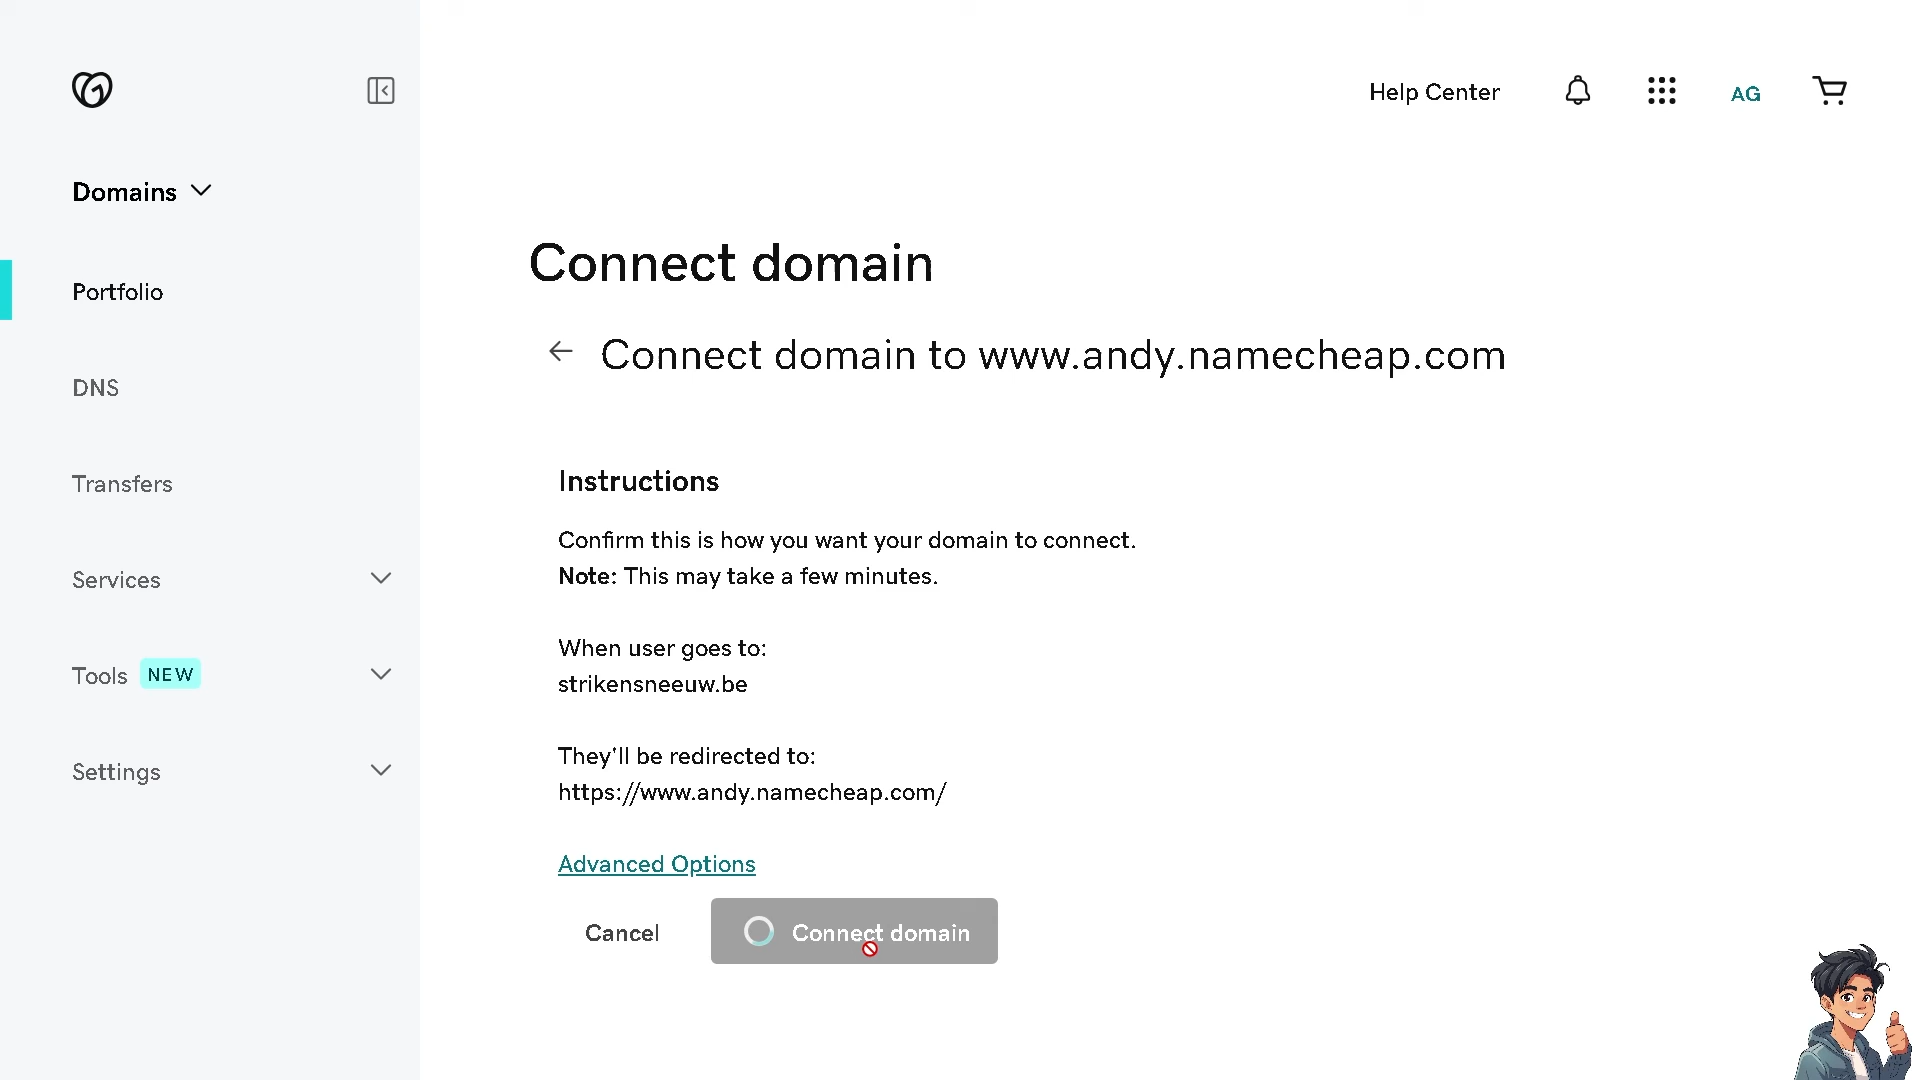 Help Center
AG
Domains
Portfolio
DNS
Transfers
Services
Tools NEW
Settings
Connect domain
Connect domain to www.andy.namecheap.com
Instructions
Confirm this is how you want your domain to connect.
Note: This may take a few minutes.
When user goes to:
strikensneeuw.be
They'll be redirected to:
https://www.andy.namecheap.com/
Advanced Options
Cancel
Connect domain